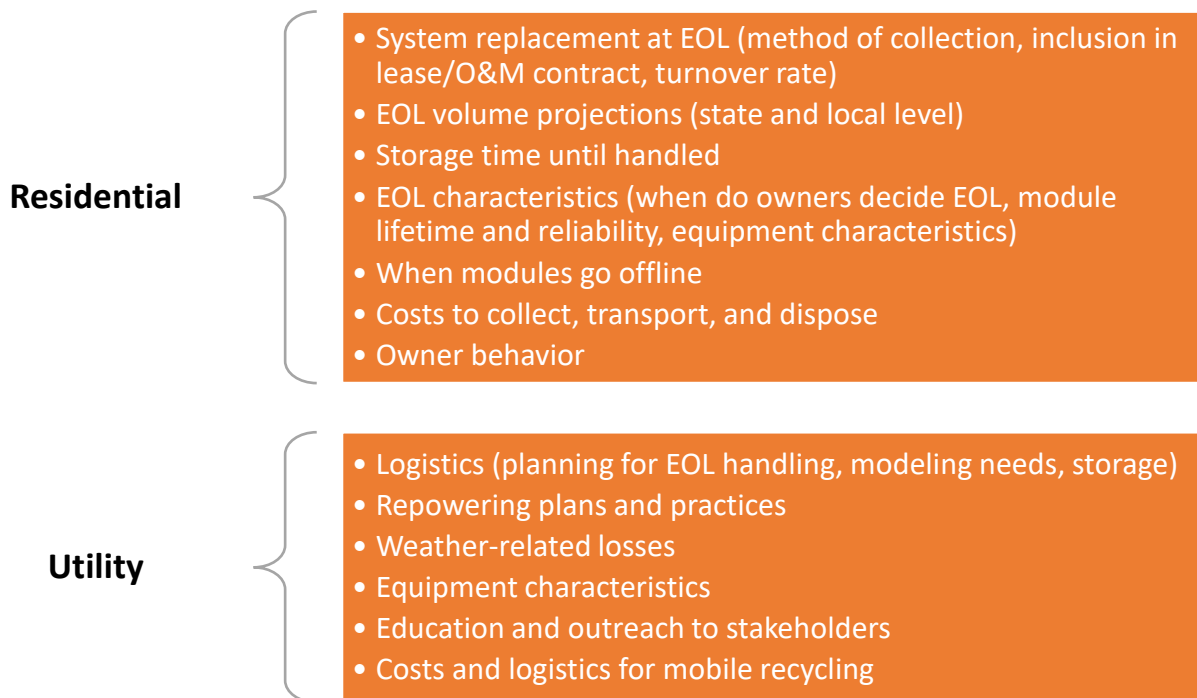 Residential
• System replacement at EOL (method of collection, inclusion in
lease/O&M contract, turnover rate)
• EOL volume projections (state and local level)
• Storage time until handled
• EOL characteristics (when do owners decide EOL, module
lifetime and reliability, equipment characteristics)
• When modules go offline
• Costs to collect, transport, and dispose
• Owner behavior
Utility
• Logistics (planning for EOL handling, modeling needs, storage)
• Repowering plans and practices
• Weather-related losses
• Equipment characteristics
• Education and outreach to stakeholders
• Costs and logistics for mobile recycling